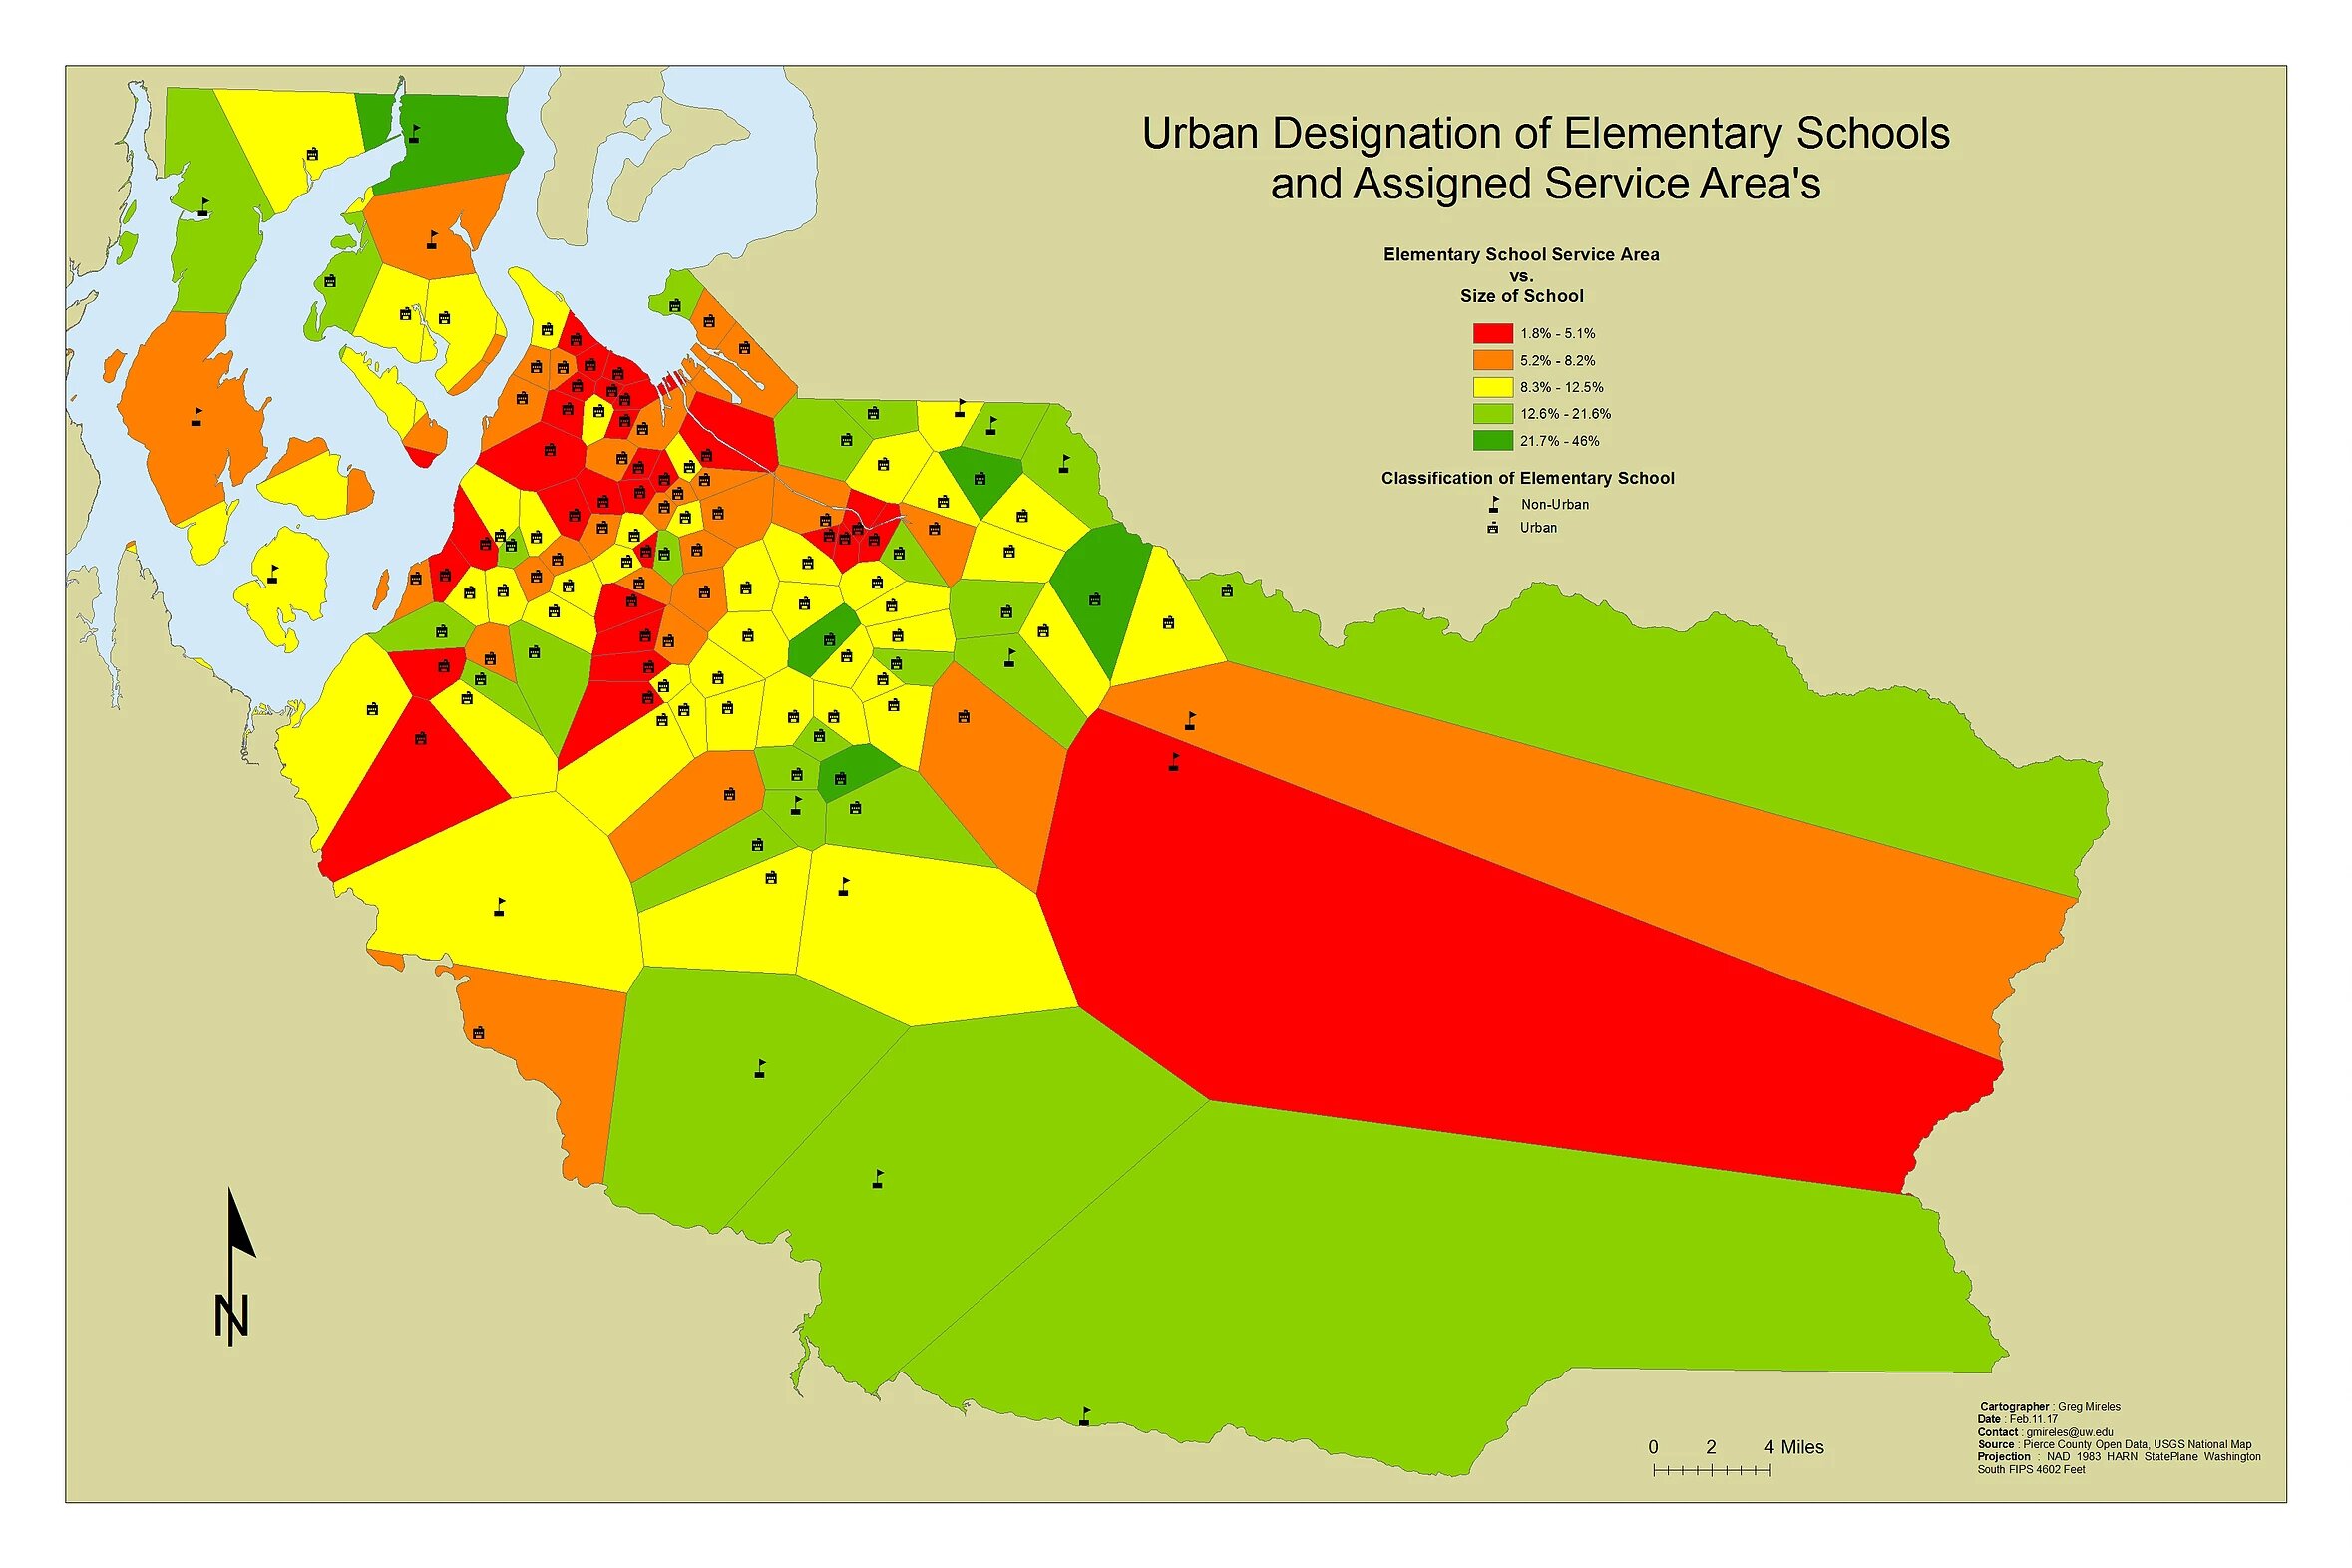 Urban Designation of Elementary Schools
and Assigned Service Area's
Elementary School Service Area
vs.
Size of School
1.8% - 5.1%
5.2% - 8.2%
8.3% - 12.5%
12.6% - 21.6%
21.7% - 46%
Classification of Elementary School
Non-Urban
Urban
N
0 2 4 Miles
Cartographer : Greg Mireles
Date : Feb.11.17
Contact : gmireles@uw.edu
Source : Pierce County Open Data, USGS National Map
Projection : NAD 1983 HARN StatePlane Washington
South FIPS 4602 Feet